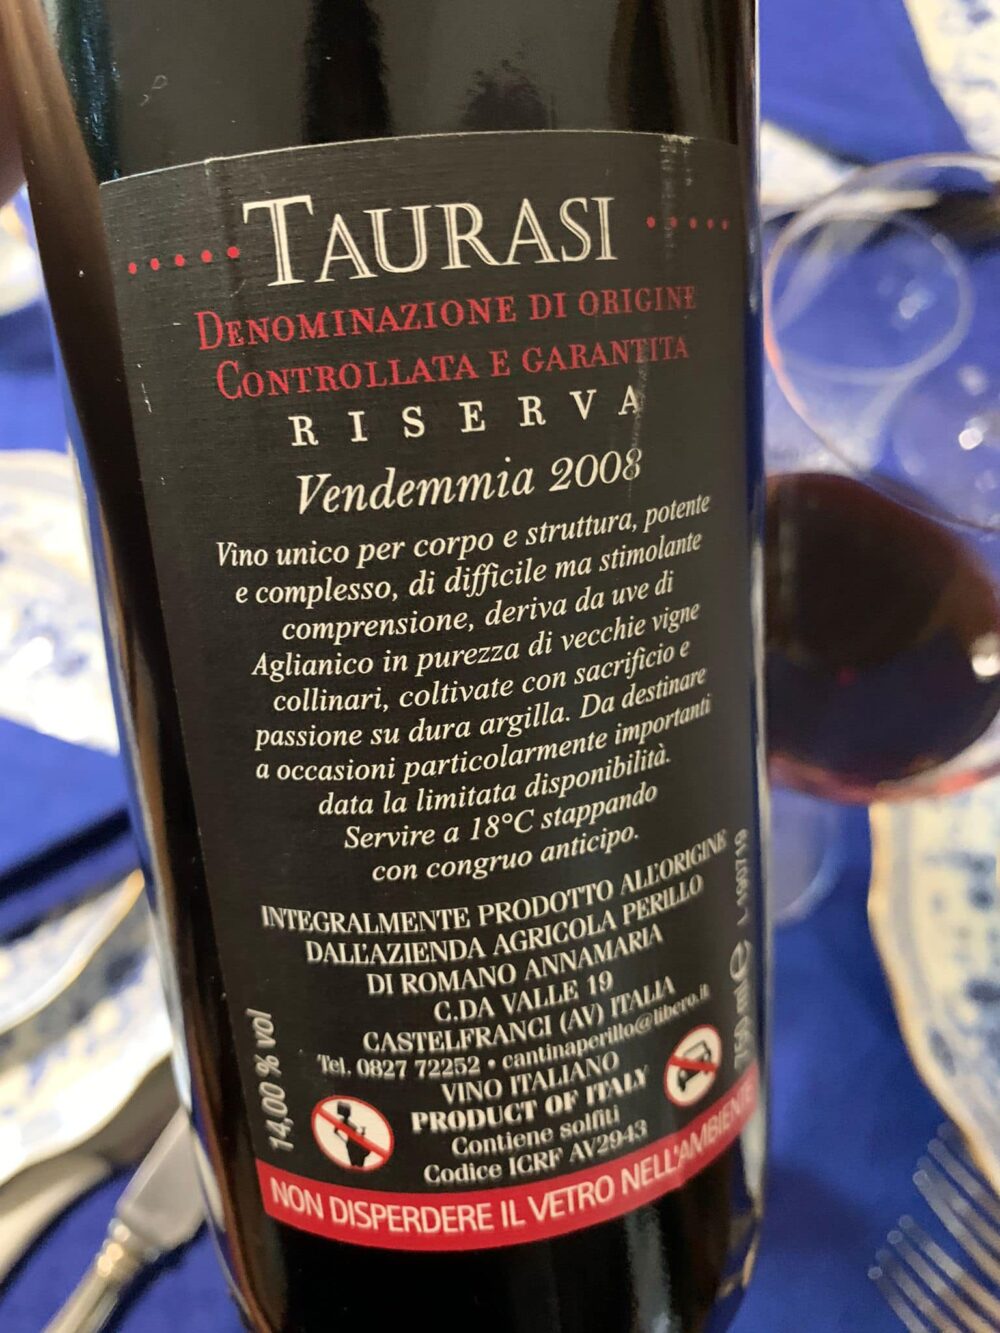 TAURASI
DENOMINAZIONE DI ORIGINE
CONTROLLATA E GARANTITA
RISERVA
Vendemmia 2008
Vino unico per corpo e struttura, potente
e complesso, di difficile ma stimolante
comprensione, deriva da uve di
Aglianico in purezza di vecchie vigne
collinari, coltivate con sacrificio e
passione su dura argilla. Da destinare
a occasioni particolarmente importanti
data la limitata disponibilità.
Servire a 18°C stappando
con congruo anticipo.
INTEGRALMENTE PRODOTTO ALL'ORIGINE
DALL'AZIENDA AGRICOLA PERILLO
DI ROMANO ANNAMARIA
C.DA VALLE 19
CASTELFRANCI (AV) ITALIA
Tel. 0827 72252 • cantinaperillo@libero.it
VINO ITALIANO
PRODUCT OF ITALY
Contiene solfiti
Codice ICRF AV2943
14,00 % vol
750 ml e L.190719
NON DISPERDERE IL VETRO NELL'AMBIENTE